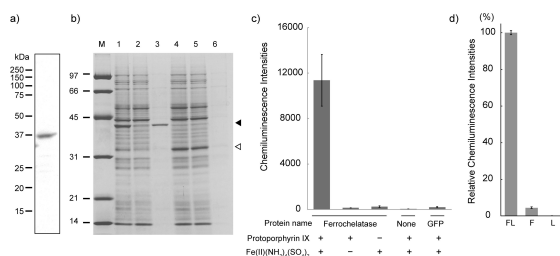 a)
kDa
250
150
100
75
50
37
25
20
15
b)
M 1 2 3 4 5 6
97
66
45
31
21
14
c)
Chemiluminescence Intensities
16000
12000
8000
4000
0
Protein name Ferrochelatase None GFP
Protoporphyrin IX + + − + +
Fe(II)(NH₄)₂(SO₄)₂ + − + + +
d)
(%)
Relative Chemiluminescence Intensities
100
80
60
40
20
0
FL F L